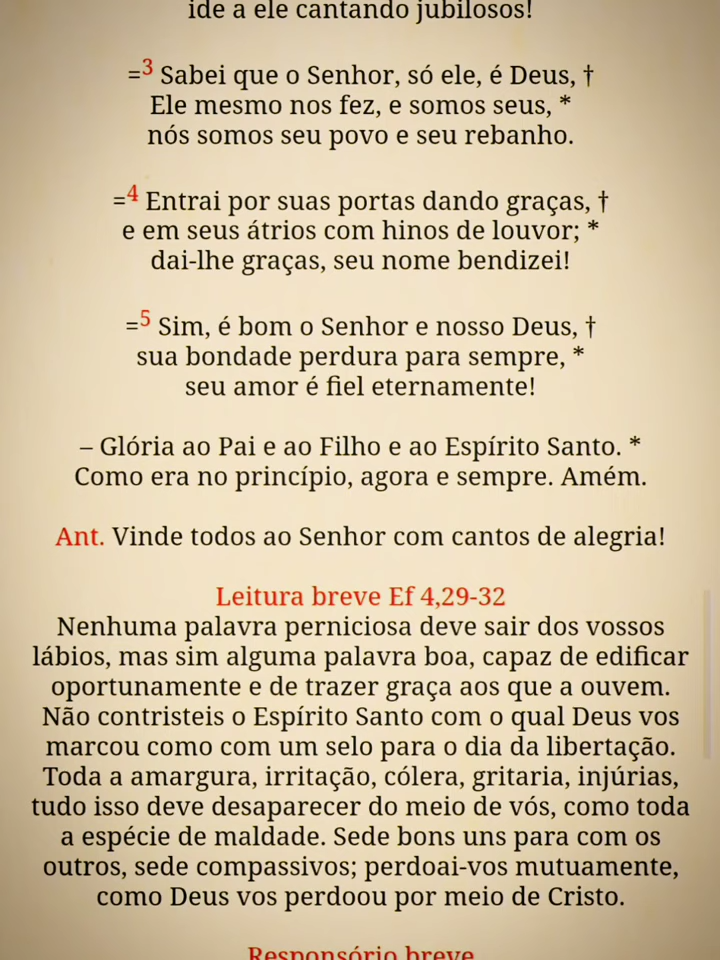 ide a ele cantando jubilosos!
=3 Sabei que o Senhor, só ele, é Deus, †
Ele mesmo nos fez, e somos seus, *
nós somos seu povo e seu rebanho.
=4 Entrai por suas portas dando graças, †
e em seus átrios com hinos de louvor; *
dai-lhe graças, seu nome bendizei!
=5 Sim, é bom o Senhor e nosso Deus, †
sua bondade perdura para sempre, *
seu amor é fiel eternamente!
– Glória ao Pai e ao Filho e ao Espírito Santo. *
Como era no princípio, agora e sempre. Amém.
Ant. Vinde todos ao Senhor com cantos de alegria!
Leitura breve Ef 4,29-32
Nenhuma palavra perniciosa deve sair dos vossos
lábios, mas sim alguma palavra boa, capaz de edificar
oportunamente e de trazer graça aos que a ouvem.
Não contristeis o Espírito Santo com o qual Deus vos
marcou como com um selo para o dia da libertação.
Toda a amargura, irritação, cólera, gritaria, injúrias,
tudo isso deve desaparecer do meio de vós, como toda
a espécie de maldade. Sede bons uns para com os
outros, sede compassivos; perdoai-vos mutuamente,
como Deus vos perdoou por meio de Cristo.
Responsório breve